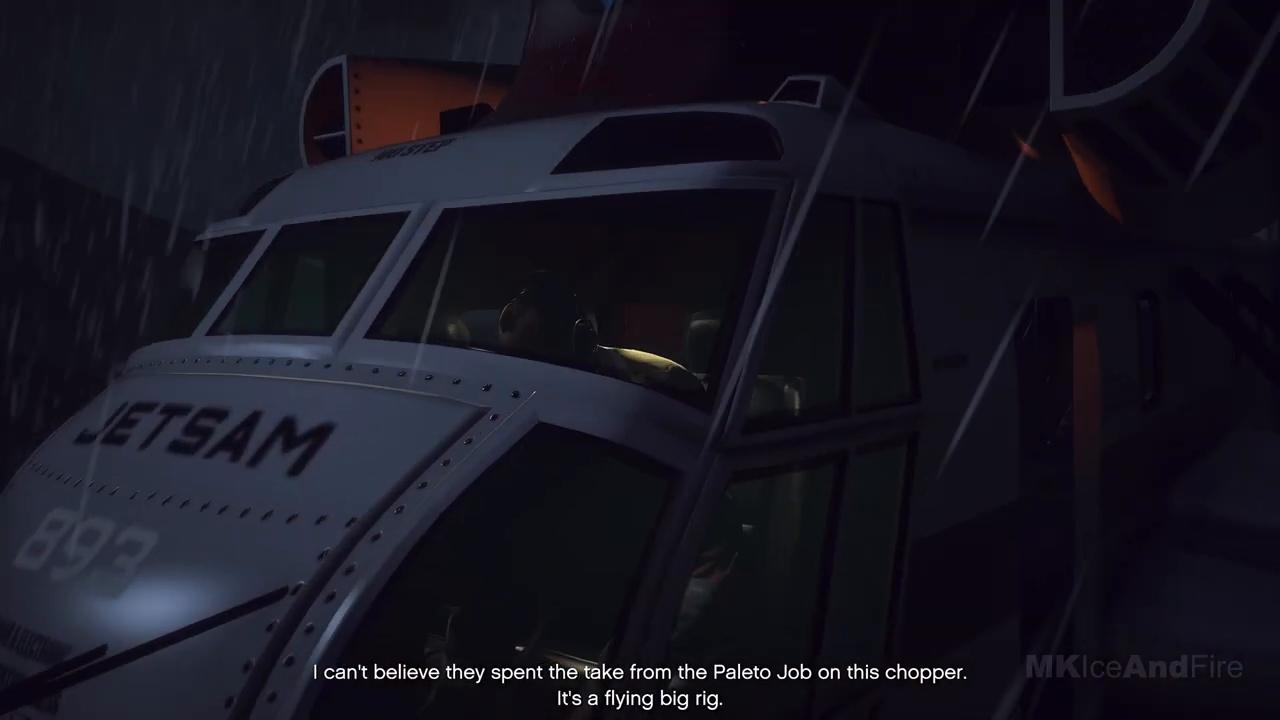 JETSAM
893
I can't believe they spent the take from the Paleto Job on this chopper.
It's a flying big rig.
MKIceAndFire